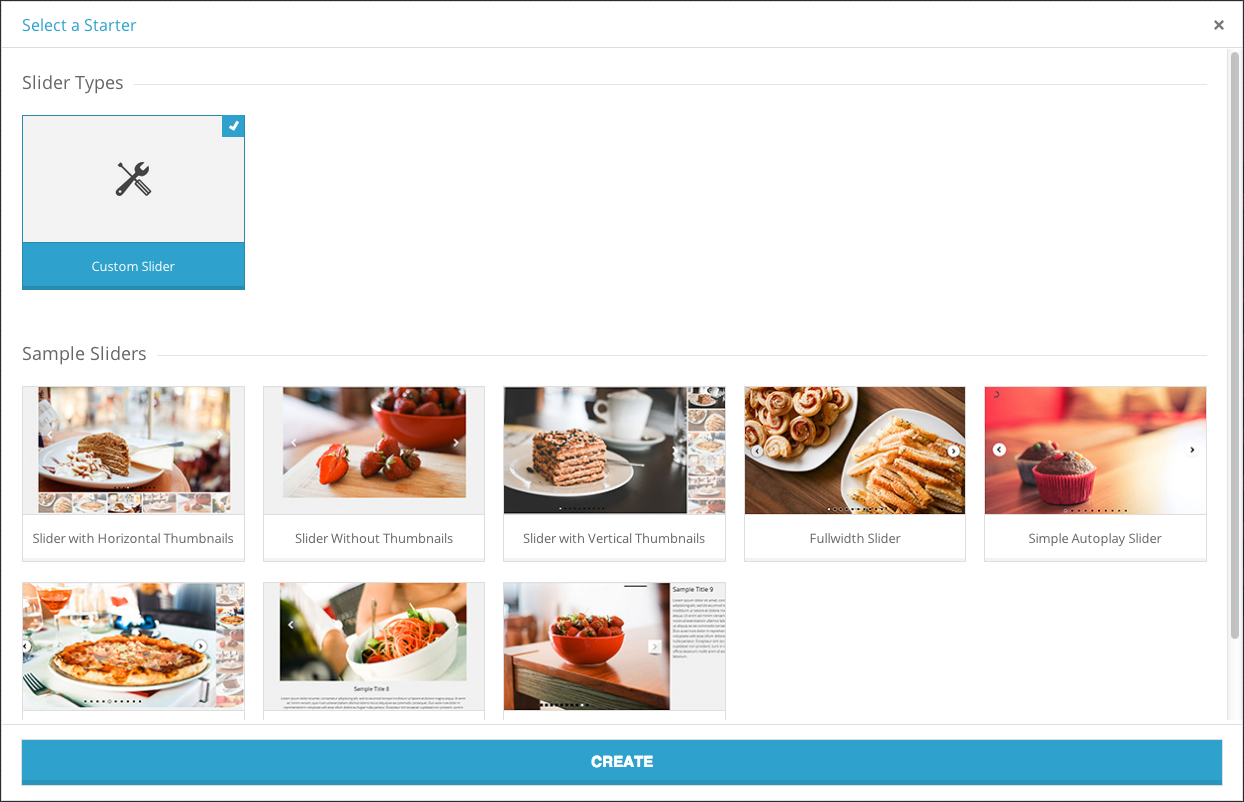 Select a Starter
Slider Types
Custom Slider
Sample Sliders
Slider with Horizontal Thumbnails
Slider Without Thumbnails
Slider with Vertical Thumbnails
Fullwidth Slider
Simple Autoplay Slider
Sample Title 8
Sample Title 9
CREATE